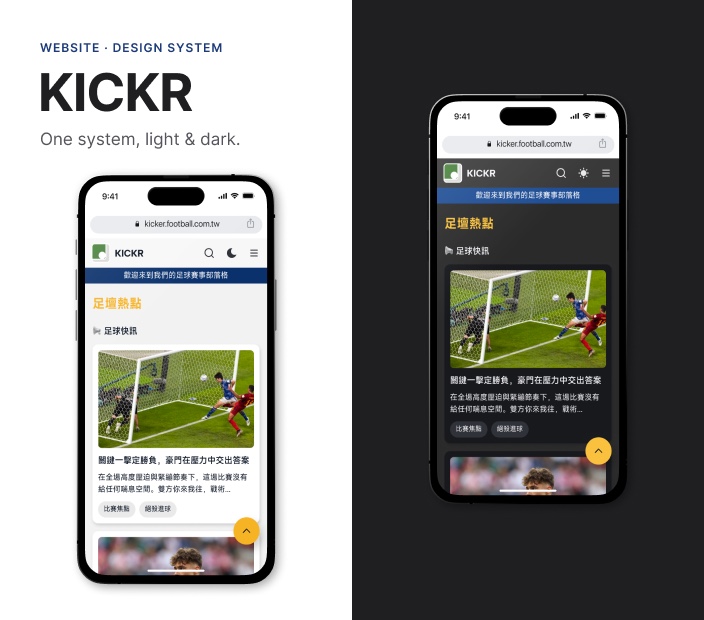 WEBSITE · DESIGN SYSTEM
KICKR
One system, light & dark.
9:41
kicker.football.com.tw
KICKR
歡迎來到我們的足球賽事部落格
足壇熱點
足球快訊
關鍵一擊定勝負，豪門在壓力中交出答案
在全場高度壓迫與緊繃節奏下，這場比賽沒有
給任何喘息空間。雙方你來我往，戰術...
比賽焦點
絕殺進球
9:41
kicker.football.com.tw
KICKR
歡迎來到我們的足球賽事部落格
足壇熱點
足球快訊
關鍵一擊定勝負，豪門在壓力中交出答案
在全場高度壓迫與緊繃節奏下，這場比賽沒有
給任何喘息空間。雙方你來我往，戰術...
比賽焦點
絕殺進球